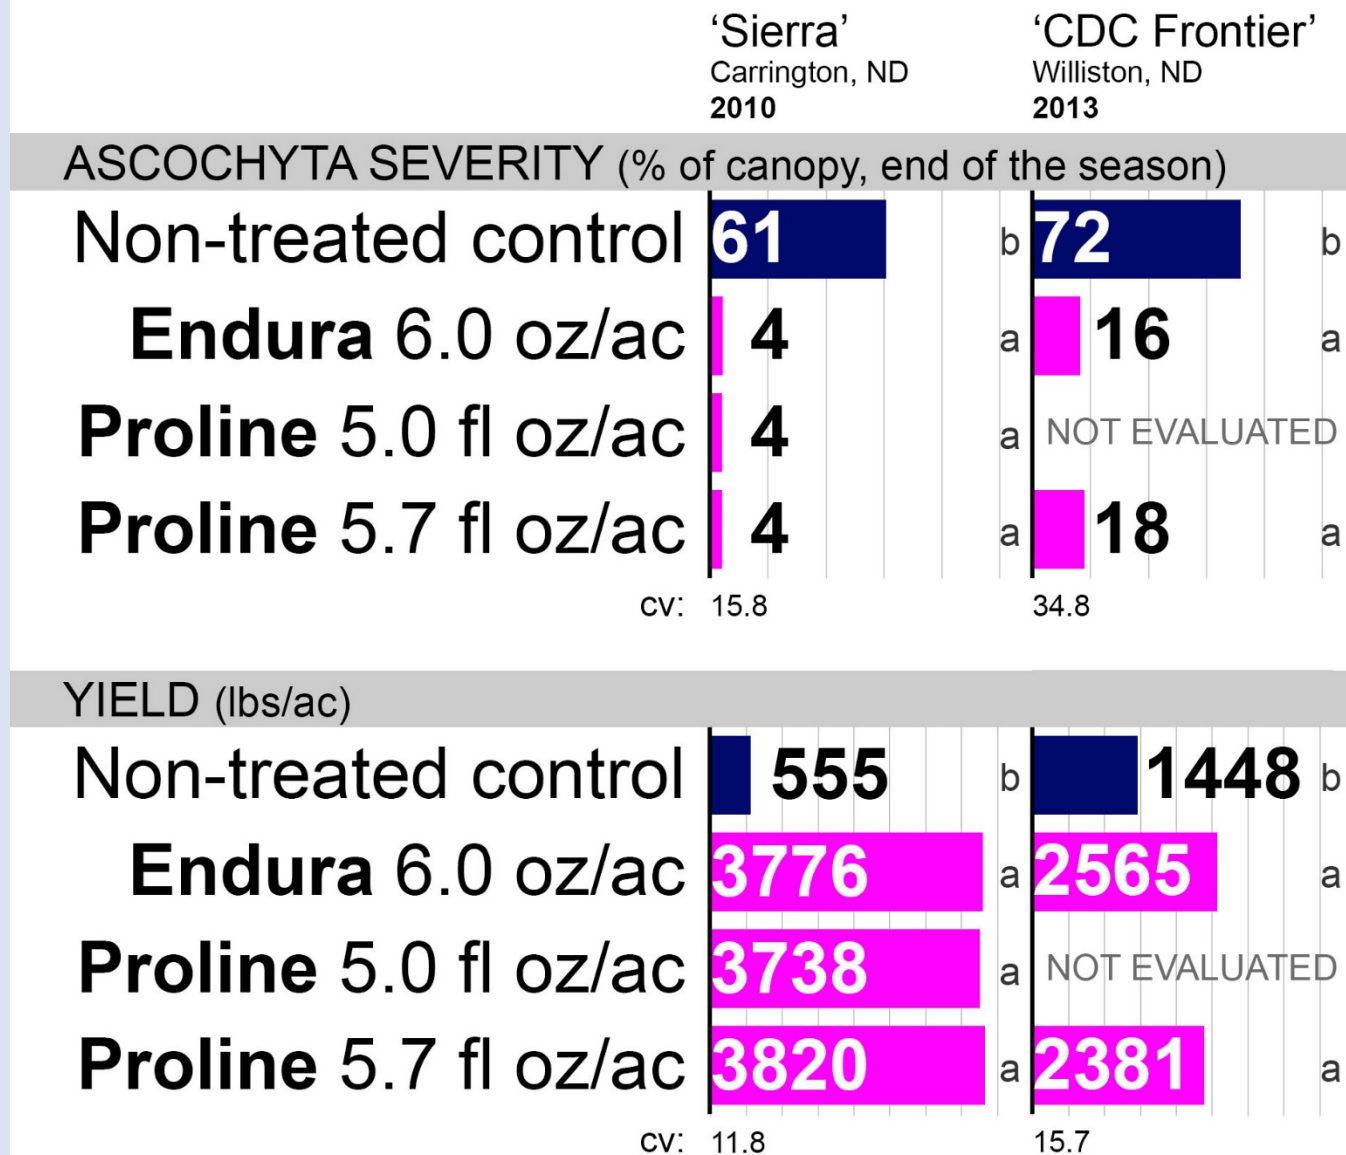 ‘Sierra’ ‘CDC Frontier’
Carrington, ND Williston, ND
2010 2013
ASCOCHYTA SEVERITY (% of canopy, end of the season)
Non-treated control 61 b 72 b
Endura 6.0 oz/ac 4 a 16 a
Proline 5.0 fl oz/ac 4 a NOT EVALUATED
Proline 5.7 fl oz/ac 4 a 18 a
cv: 15.8 34.8
YIELD (lbs/ac)
Non-treated control 555 b 1448 b
Endura 6.0 oz/ac 3776 a 2565 a
Proline 5.0 fl oz/ac 3738 a NOT EVALUATED
Proline 5.7 fl oz/ac 3820 a 2381 a
cv: 11.8 15.7